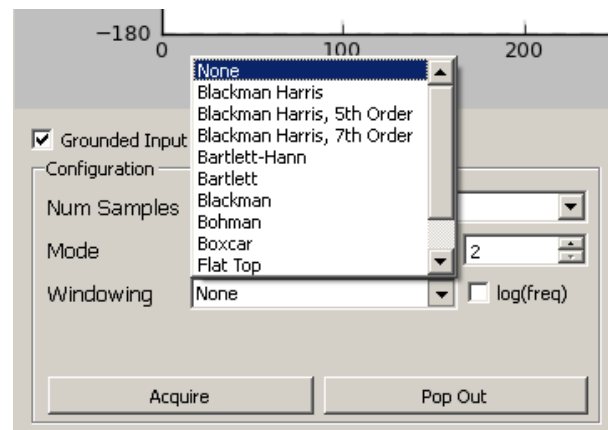 −180
0
100
200
None
Blackman Harris
Blackman Harris, 5th Order
Blackman Harris, 7th Order
Bartlett-Hann
Bartlett
Blackman
Bohman
Boxcar
Flat Top
Grounded Input
Configuration
Num Samples
Mode
2
Windowing
None
log(freq)
Acquire
Pop Out